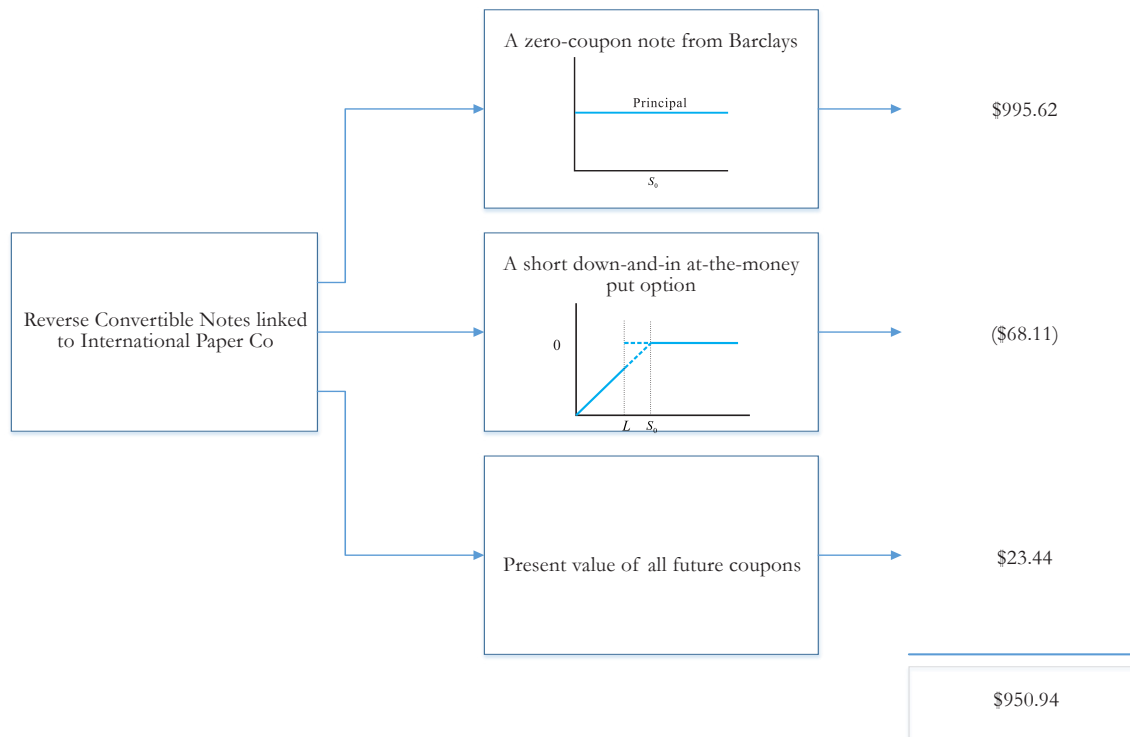 A zero-coupon note from Barclays
Principal
S₀
$995.62
Reverse Convertible Notes linked
to International Paper Co
A short down-and-in at-the-money
put option
0
L S₀
($68.11)
Present value of all future coupons
$23.44
$950.94